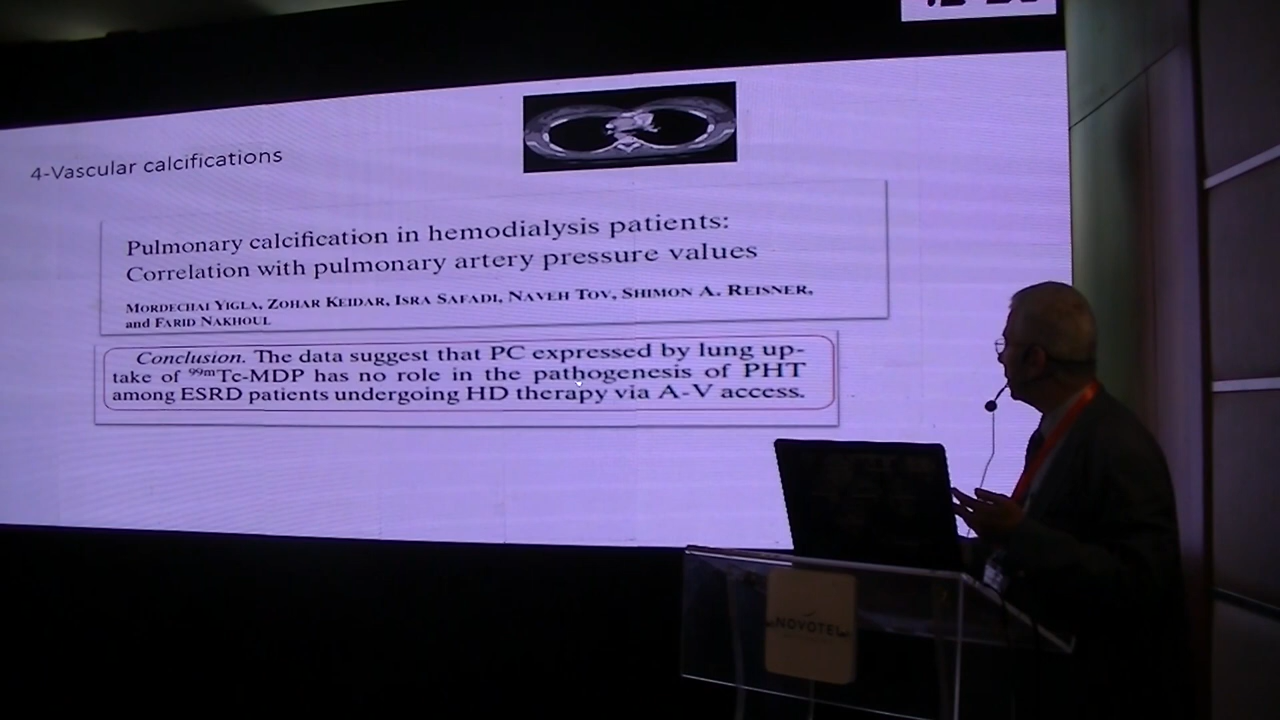 4-Vascular calcifications
Pulmonary calcification in hemodialysis patients:
Correlation with pulmonary artery pressure values
MORDECHAI YIGLA, ZOHAR KEIDAR, ISRA SAFADI, NAVEH TOV, SHIMON A. REISNER,
and FARID NAKHOUL
Conclusion. The data suggest that PC expressed by lung up-
take of 99mTc-MDP has no role in the pathogenesis of PHT
among ESRD patients undergoing HD therapy via A-V access.
NOVOTEL